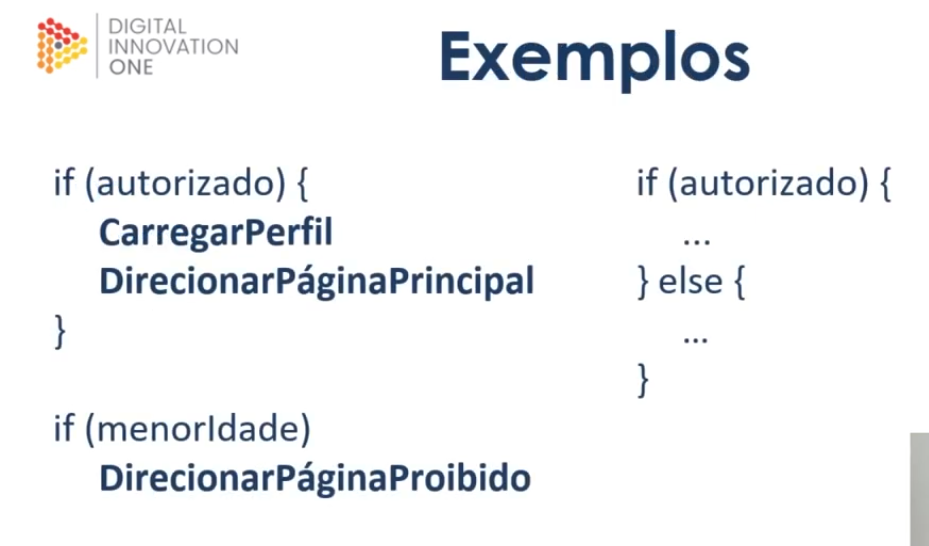 DIGITAL
INNOVATION
ONE
Exemplos
if (autorizado) {
CarregarPerfil
DirecionarPáginaPrincipal
}
if (menorIdade)
DirecionarPáginaProibido
if (autorizado) {
...
} else {
...
}